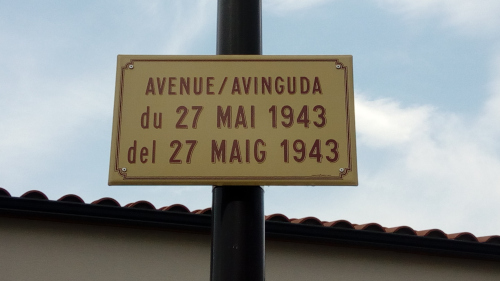 AVENUE/AVINGUDA
du 27 MAI 1943
del 27 MAIG 1943